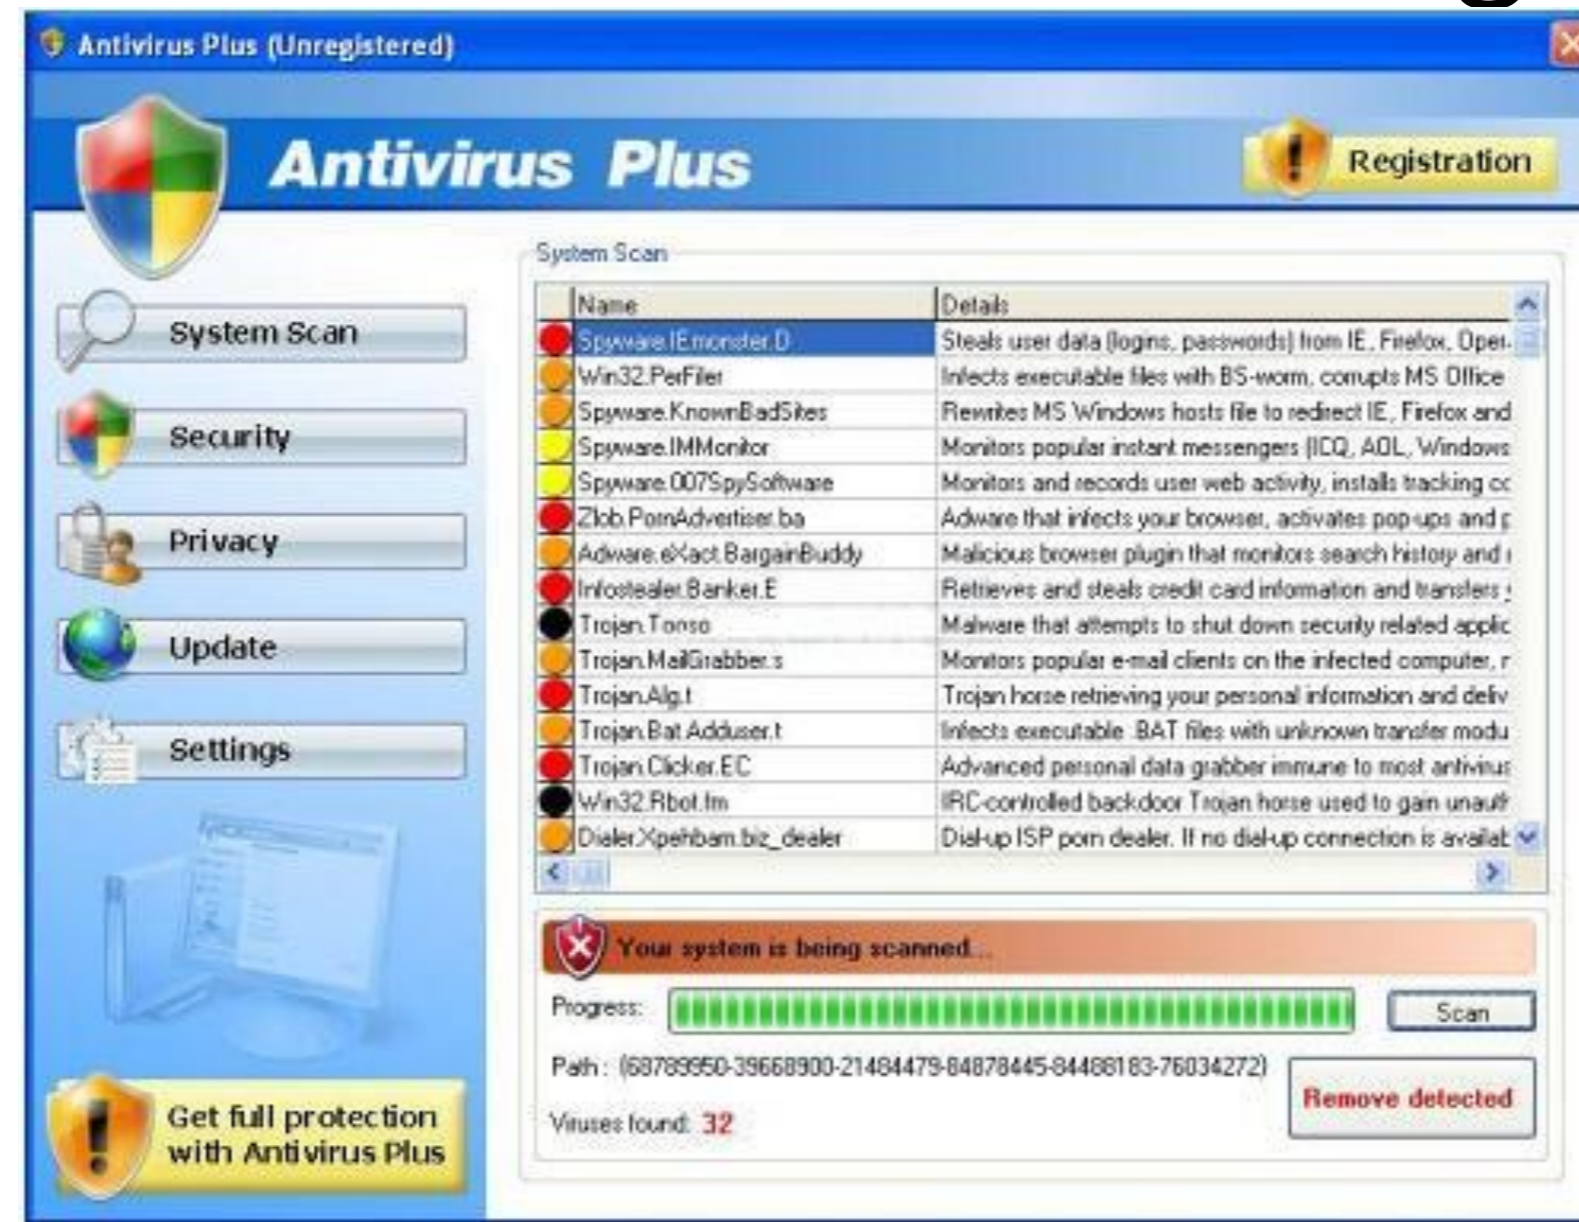 Antivirus Plus (Unregistered)
Antivirus Plus
Registration
System Scan
Security
Privacy
Update
Settings
Get full protection
with Antivirus Plus
System Scan
Name Details
Spyware.IEmonster.D Steals user data (logins, passwords) from IE, Firefox, Oper
Win32.PerFiler Infects executable files with BS-worm, corrupts MS Office
Spyware.KnownBadSites Rewrites MS Windows hosts file to redirect IE, Firefox and
Spyware.IMMonitor Monitors popular instant messengers (ICQ, AOL, Windows
Spyware.007SpySoftware Monitors and records user web activity, installs tracking cc
Zlob.PornAdvertiser.ba Adware that infects your browser, activates pop-ups and p
Adware.eXact.BargainBuddy Malicious browser plugin that monitors search history and
Infostealer.Banker.E Retrieves and steals credit card information and transfers
Trojan.Tooso Malware that attempts to shut down security related applic
Trojan.MailGrabber.s Monitors popular e-mail clients on the infected computer, r
Trojan.Alg.t Trojan horse retrieving your personal information and deliv
Trojan.Bat.Adduser.t Infects executable .BAT files with unknown transfer modu
Trojan.Clicker.EC Advanced personal data grabber immune to most antivirus
Win32.Rbot.fm IRC-controlled backdoor Trojan horse used to gain unauth
Dialer.Xpehbam.biz_dealer Dial-up ISP porn dealer. If no dial-up connection is availab
Your system is being scanned...
Progress:
Scan
Path : (68789950-39668900-21484479-84878445-84488183-76034272)
Remove detected
Viruses found: 32